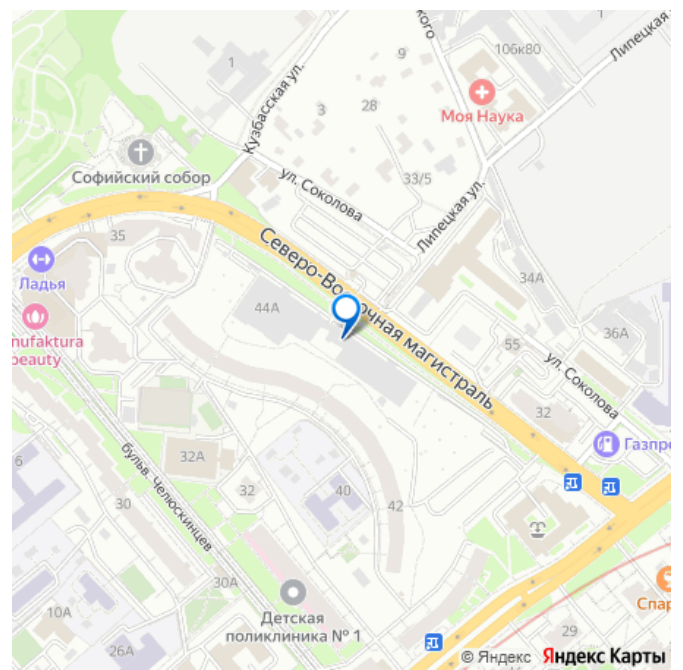 1
9
106к80
Липецкая ул.
Кузбасская ул.
3
28
Моя Наука
Софийский собор
ул. Соколова
33/5
Липецкая ул.
35
Северо-Восточная магистраль
Ладья
34А
44А
36А
nufaktura
beauty
55
ул. Соколова
32
Газпро
32А
6
бульв. Челюскинцев
32
40
42
30
30А
Детская
поликлиника № 1
10А
26А
29
Спар
© Яндекс Яндекс Карты